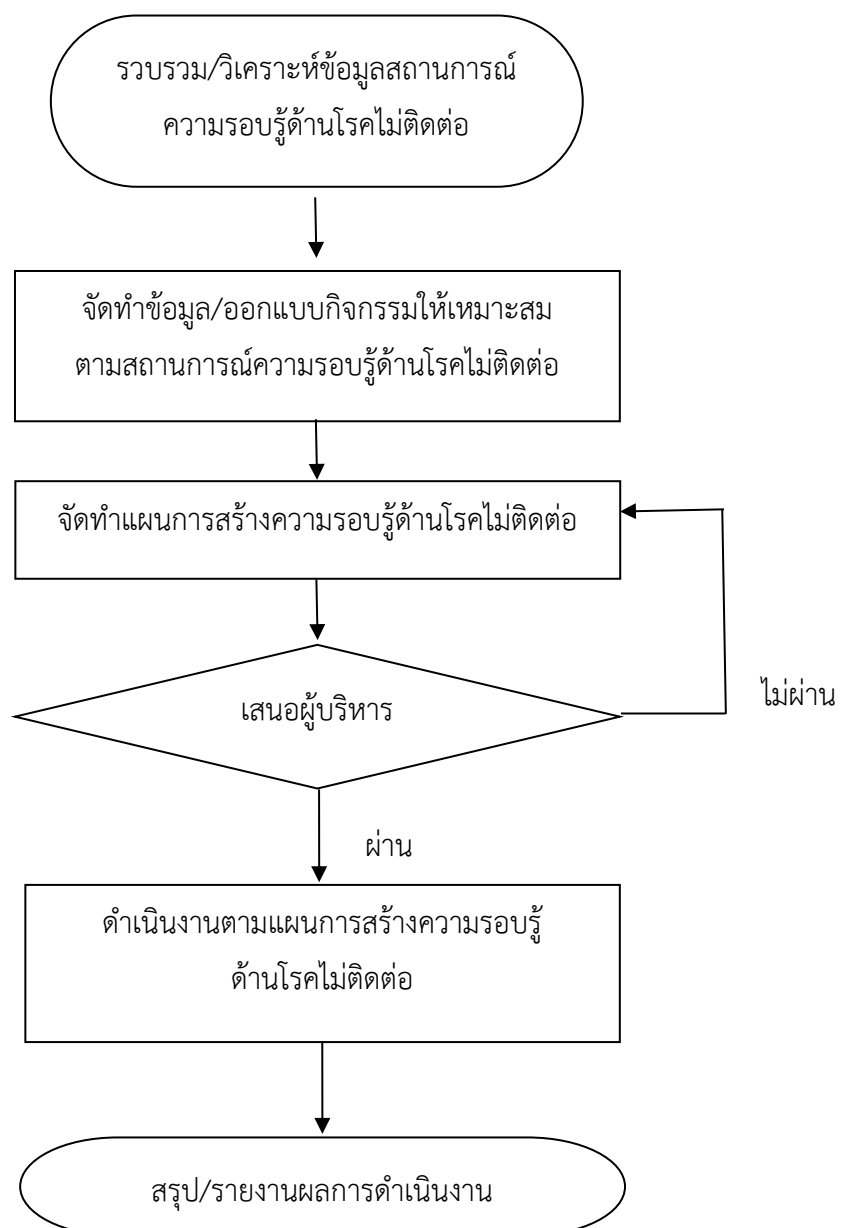 รวบรวม/วิเคราะห์ข้อมูลสถานการณ์
ความรอบรู้ด้านโรคไม่ติดต่อ
จัดทำข้อมูล/ออกแบบกิจกรรมให้เหมาะสม
ตามสถานการณ์ความรอบรู้ด้านโรคไม่ติดต่อ
จัดทำแผนการสร้างความรอบรู้ด้านโรคไม่ติดต่อ
เสนอผู้บริหาร
ไม่ผ่าน
ผ่าน
ดำเนินงานตามแผนการสร้างความรอบรู้
ด้านโรคไม่ติดต่อ
สรุป/รายงานผลการดำเนินงาน